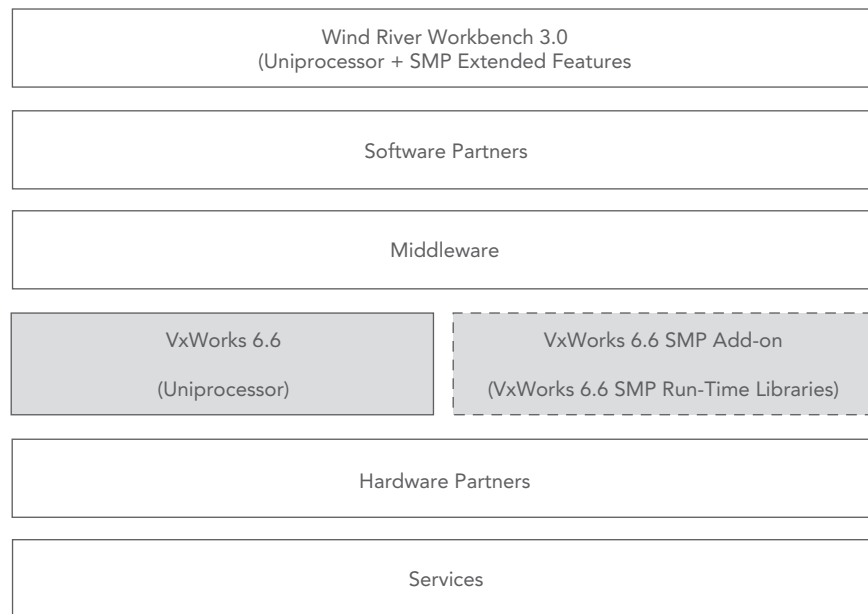 Wind River Workbench 3.0
(Uniprocessor + SMP Extended Features
Software Partners
Middleware
VxWorks 6.6
(Uniprocessor)
VxWorks 6.6 SMP Add-on
(VxWorks 6.6 SMP Run-Time Libraries)
Hardware Partners
Services